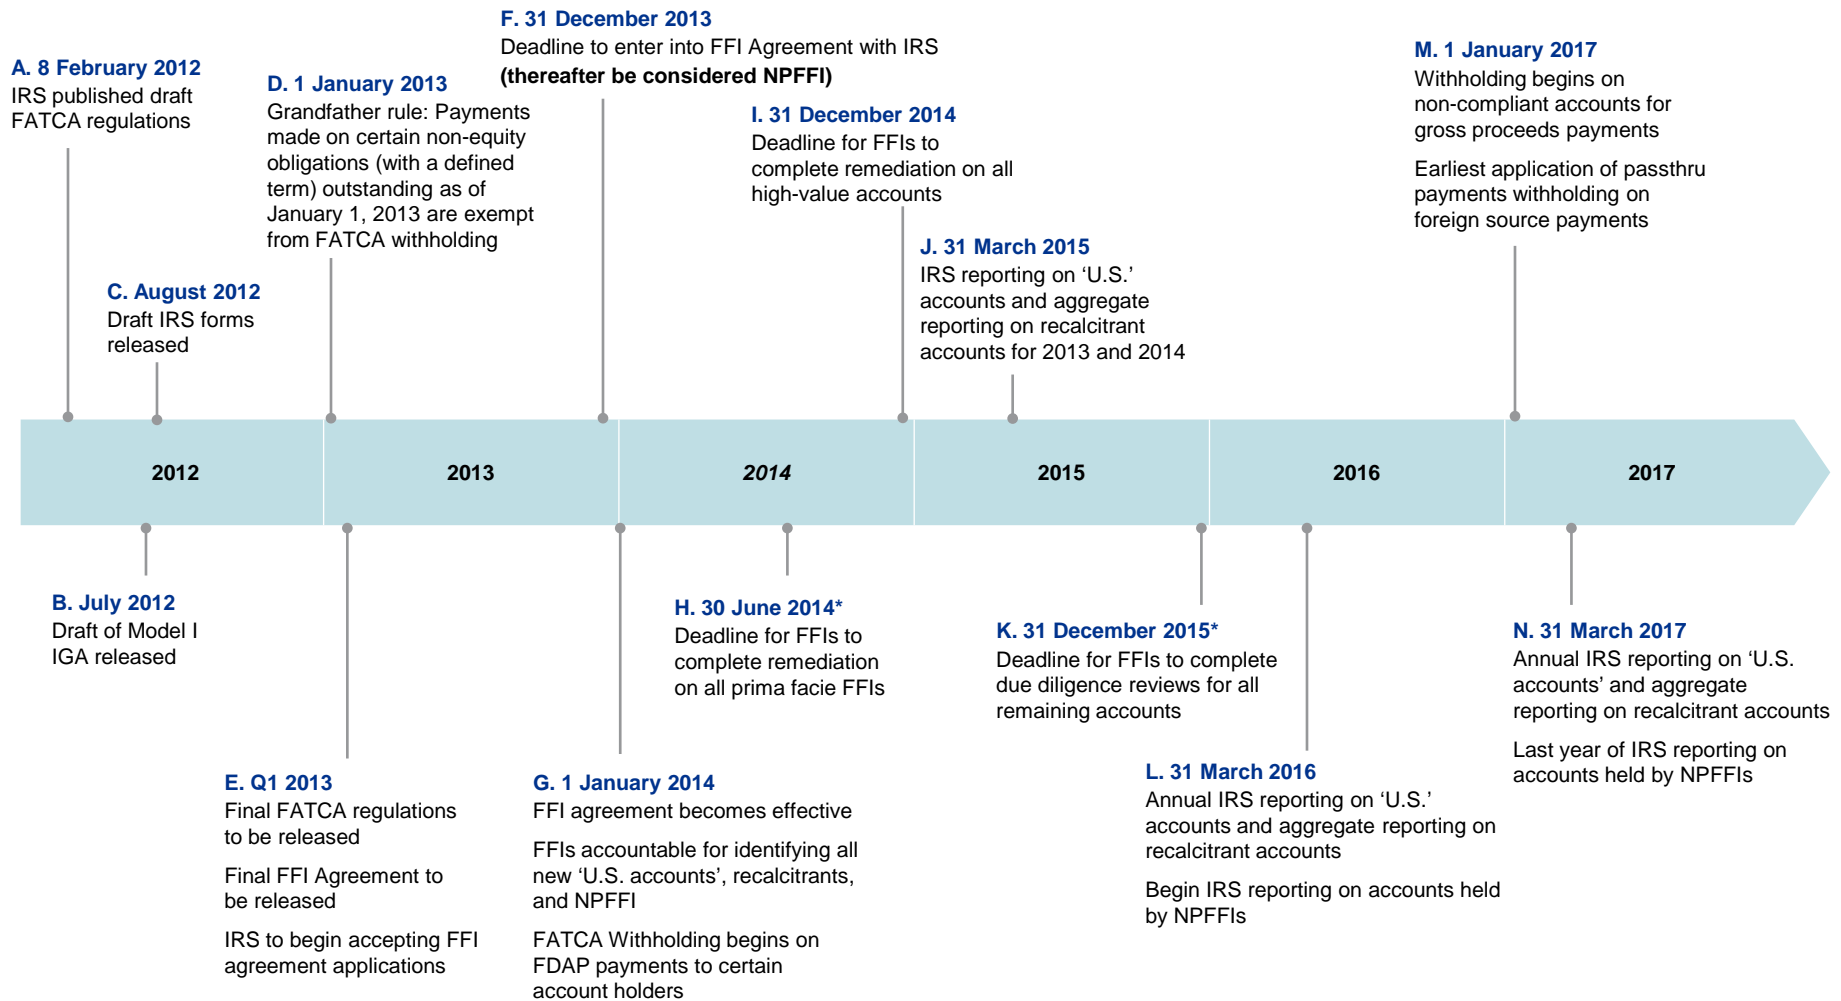 A. 8 February 2012
IRS published draft
FATCA regulations
C. August 2012
Draft IRS forms
released
D. 1 January 2013
Grandfather rule: Payments
made on certain non-equity
obligations (with a defined
term) outstanding as of
January 1, 2013 are exempt
from FATCA withholding
F. 31 December 2013
Deadline to enter into FFI Agreement with IRS
(thereafter be considered NPFFI)
I. 31 December 2014
Deadline for FFIs to
complete remediation on all
high-value accounts
J. 31 March 2015
IRS reporting on ‘U.S.’
accounts and aggregate
reporting on recalcitrant
accounts for 2013 and 2014
M. 1 January 2017
Withholding begins on
non-compliant accounts for
gross proceeds payments
Earliest application of passthru
payments withholding on
foreign source payments
2012
2013
2014
2015
2016
2017
B. July 2012
Draft of Model I
IGA released
E. Q1 2013
Final FATCA regulations
to be released
Final FFI Agreement to
be released
IRS to begin accepting FFI
agreement applications
G. 1 January 2014
FFI agreement becomes effective
FFIs accountable for identifying all
new ‘U.S. accounts’, recalcitrants,
and NPFFI
FATCA Withholding begins on
FDAP payments to certain
account holders
H. 30 June 2014*
Deadline for FFIs to
complete remediation
on all prima facie FFIs
K. 31 December 2015*
Deadline for FFIs to complete
due diligence reviews for all
remaining accounts
L. 31 March 2016
Annual IRS reporting on ‘U.S.’
accounts and aggregate reporting on
recalcitrant accounts
Begin IRS reporting on accounts held
by NPFFIs
N. 31 March 2017
Annual IRS reporting on ‘U.S.
accounts’ and aggregate
reporting on recalcitrant accounts
Last year of IRS reporting on
accounts held by NPFFIs